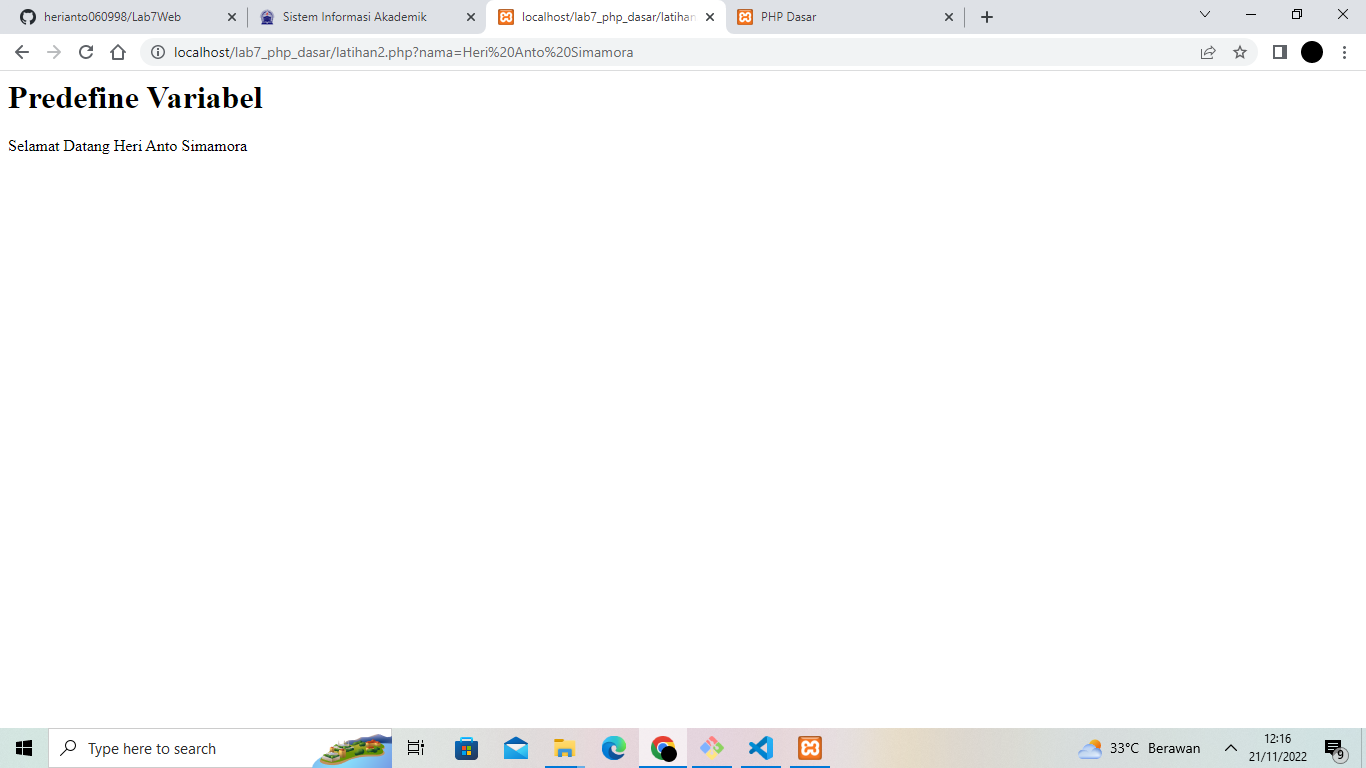 herianto060998/Lab7Web
Sistem Informasi Akademik
localhost/lab7_php_dasar/latihan
PHP Dasar
localhost/lab7_php_dasar/latihan2.php?nama=Heri%20Anto%20Simamora
Predefine Variabel
Selamat Datang Heri Anto Simamora
Type here to search
33°C Berawan
12:16
21/11/2022
9